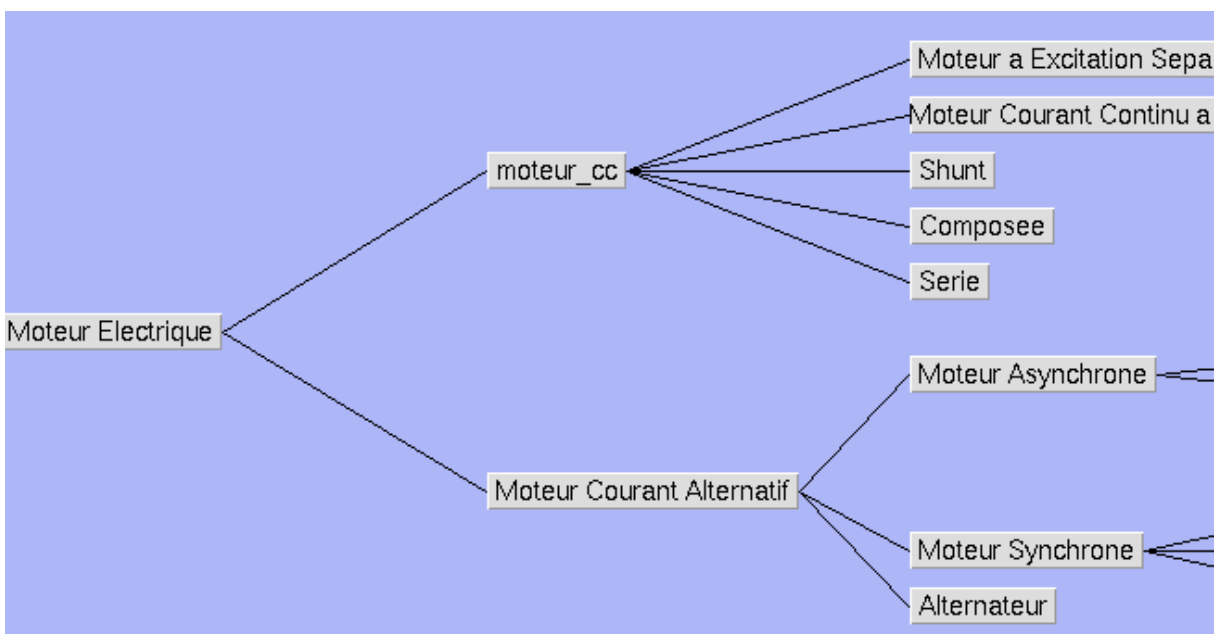 Moteur a Excitation Sepa
Moteur Courant Continu a
moteur_cc
Shunt
Composee
Serie
Moteur Electrique
Moteur Asynchrone
Moteur Courant Alternatif
Moteur Synchrone
Alternateur